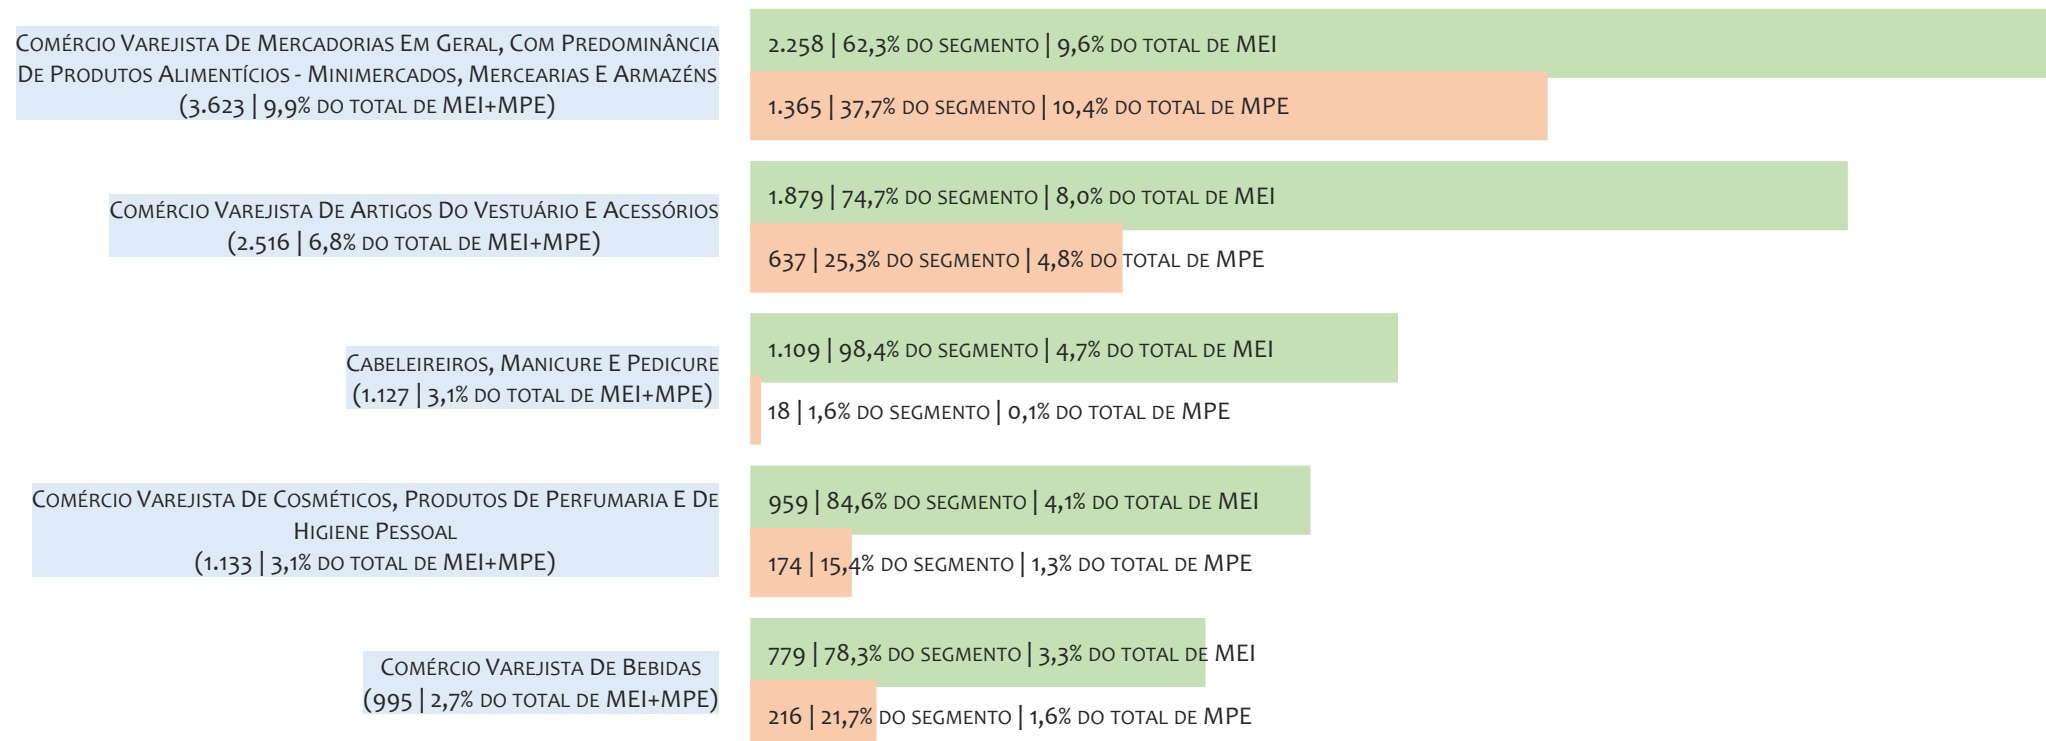 Comércio Varejista De Mercadorias Em Geral, Com Predominância
De Produtos Alimentícios - Minimercados, Mercearias E Armazéns
(3.623 | 9,9% do total de MEI+MPE)
2.258 | 62,3% do segmento | 9,6% do total de MEI
1.365 | 37,7% do segmento | 10,4% do total de MPE
Comércio Varejista De Artigos Do Vestuário E Acessórios
(2.516 | 6,8% do total de MEI+MPE)
1.879 | 74,7% do segmento | 8,0% do total de MEI
637 | 25,3% do segmento | 4,8% do total de MPE
Cabeleireiros, Manicure E Pedicure
(1.127 | 3,1% do total de MEI+MPE)
1.109 | 98,4% do segmento | 4,7% do total de MEI
18 | 1,6% do segmento | 0,1% do total de MPE
Comércio Varejista De Cosméticos, Produtos De Perfumaria E De
Higiene Pessoal
(1.133 | 3,1% do total de MEI+MPE)
959 | 84,6% do segmento | 4,1% do total de MEI
174 | 15,4% do segmento | 1,3% do total de MPE
Comércio Varejista De Bebidas
(995 | 2,7% do total de MEI+MPE)
779 | 78,3% do segmento | 3,3% do total de MEI
216 | 21,7% do segmento | 1,6% do total de MPE